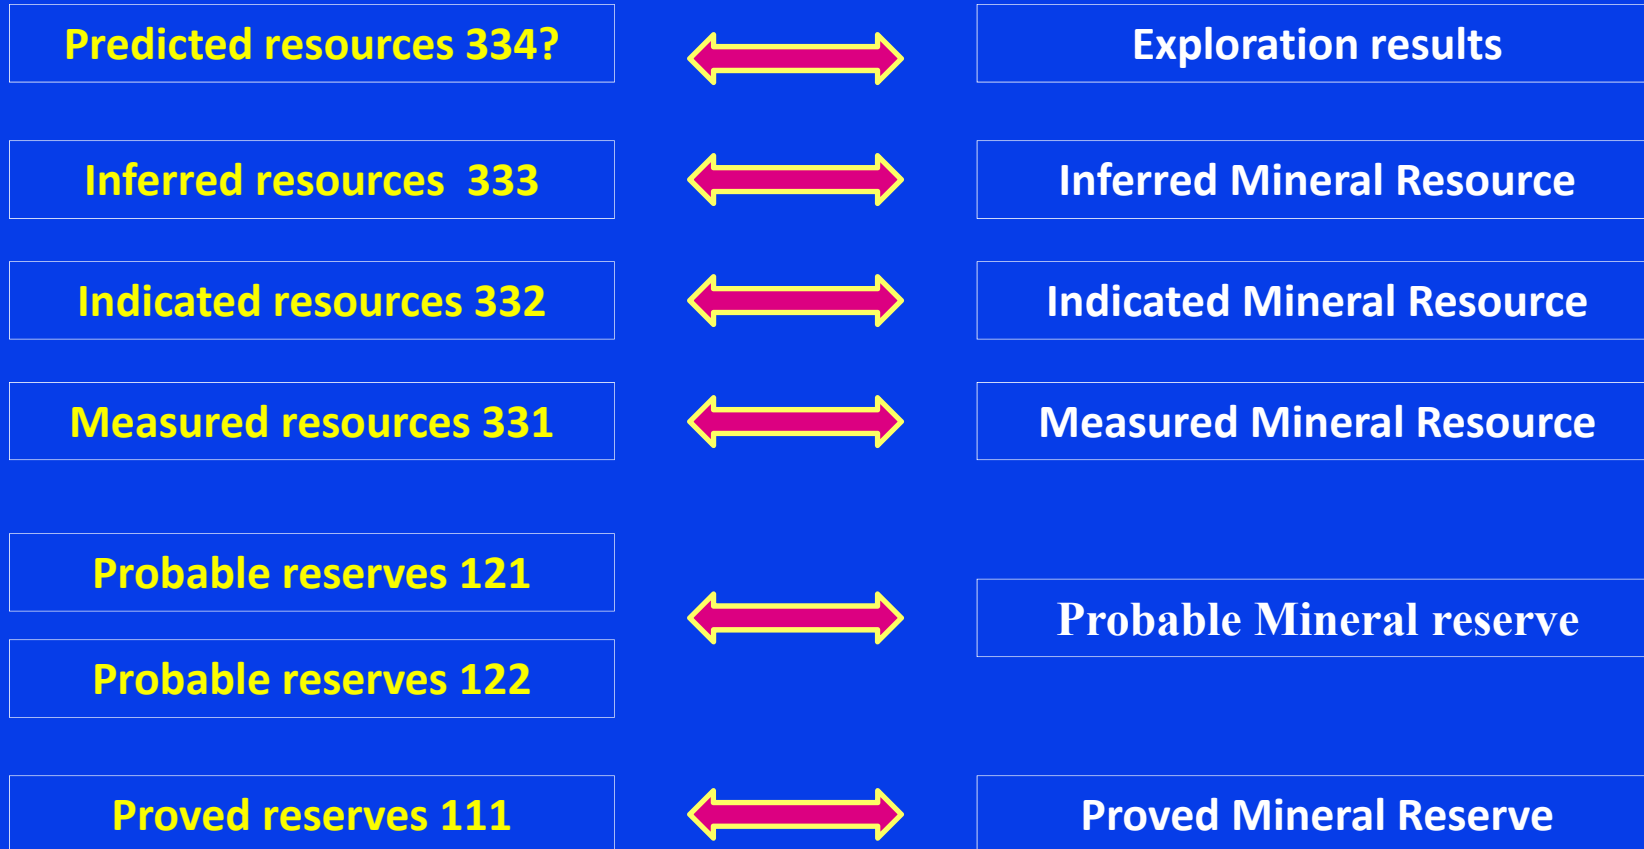 Predicted resources 334?
Exploration results
Inferred resources 333
Inferred Mineral Resource
Indicated resources 332
Indicated Mineral Resource
Measured resources 331
Measured Mineral Resource
Probable reserves 121
Probable Mineral reserve
Probable reserves 122
Proved reserves 111
Proved Mineral Reserve